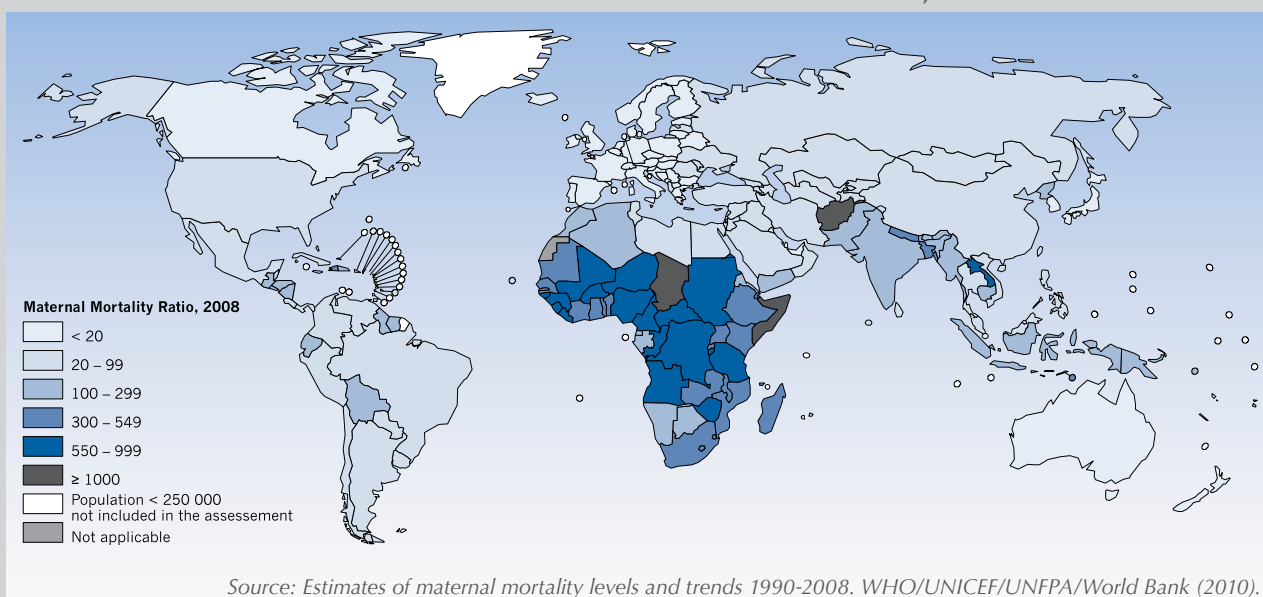 Maternal Mortality Ratio, 2008
< 20
20 – 99
100 – 299
300 – 549
550 – 999
≥ 1000
Population < 250 000
not included in the assessement
Not applicable
Source: Estimates of maternal mortality levels and trends 1990-2008. WHO/UNICEF/UNFPA/World Bank (2010).